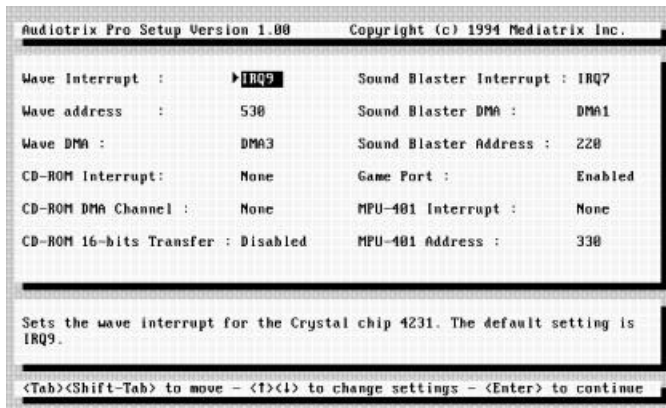 Audiotrix Pro Setup Version 1.00 Copyright (c) 1994 Mediatrix Inc.
Wave Interrupt : IRQ9 Sound Blaster Interrupt : IRQ7
Wave address : 530 Sound Blaster DMA : DMA1
Wave DMA : DMA3 Sound Blaster Address : 220
CD-ROM Interrupt: None Game Port : Enabled
CD-ROM DMA Channel : None MPU-401 Interrupt : None
CD-ROM 16-bits Transfer : Disabled MPU-401 Address : 330
Sets the wave interrupt for the Crystal chip 4231. The default setting is
IRQ9.
<Tab><Shift-Tab> to move - <↑><↓> to change settings - <Enter> to continue